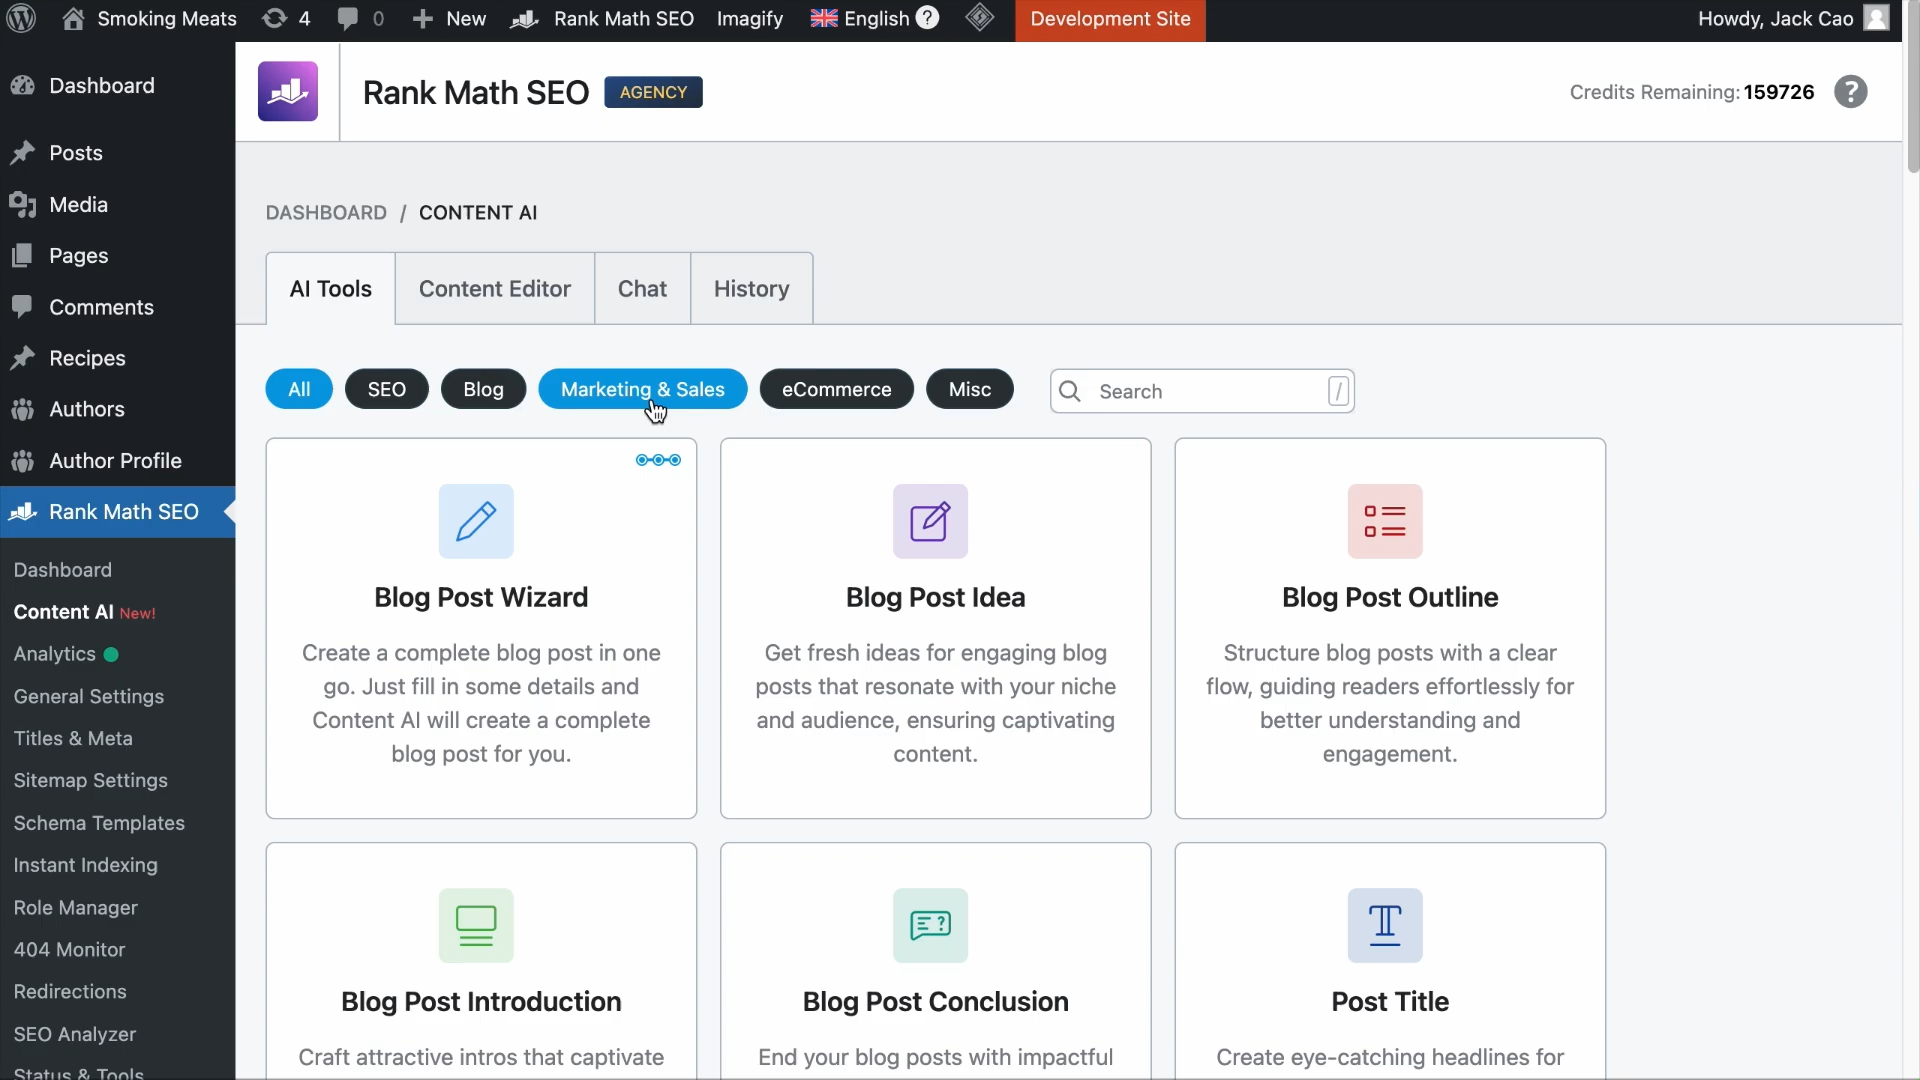 Smoking Meats 4 0 New Rank Math SEO Imagify English ? Development Site Howdy, Jack Cao
Dashboard
Posts
Media
Pages
Comments
Recipes
Authors
Author Profile
Rank Math SEO
Dashboard
Content AI New!
Analytics
General Settings
Titles & Meta
Sitemap Settings
Schema Templates
Instant Indexing
Role Manager
404 Monitor
Redirections
SEO Analyzer
Status & Tools
Rank Math SEO AGENCY Credits Remaining: 159726 ?
DASHBOARD / CONTENT AI
AI Tools Content Editor Chat History
All SEO Blog Marketing & Sales eCommerce Misc Search /
Blog Post Wizard
Create a complete blog post in one
go. Just fill in some details and
Content AI will create a complete
blog post for you.
Blog Post Idea
Get fresh ideas for engaging blog
posts that resonate with your niche
and audience, ensuring captivating
content.
Blog Post Outline
Structure blog posts with a clear
flow, guiding readers effortlessly for
better understanding and
engagement.
Blog Post Introduction
Craft attractive intros that captivate
Blog Post Conclusion
End your blog posts with impactful
Post Title
Create eye-catching headlines for